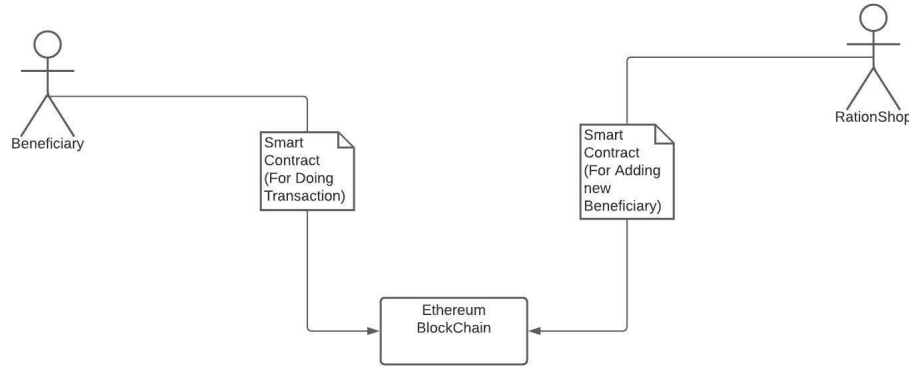 Beneficiary
Smart
Contract
(For Doing
Transaction)
Smart
Contract
(For Adding
new
Beneficiary)
RationShop
Ethereum
BlockChain